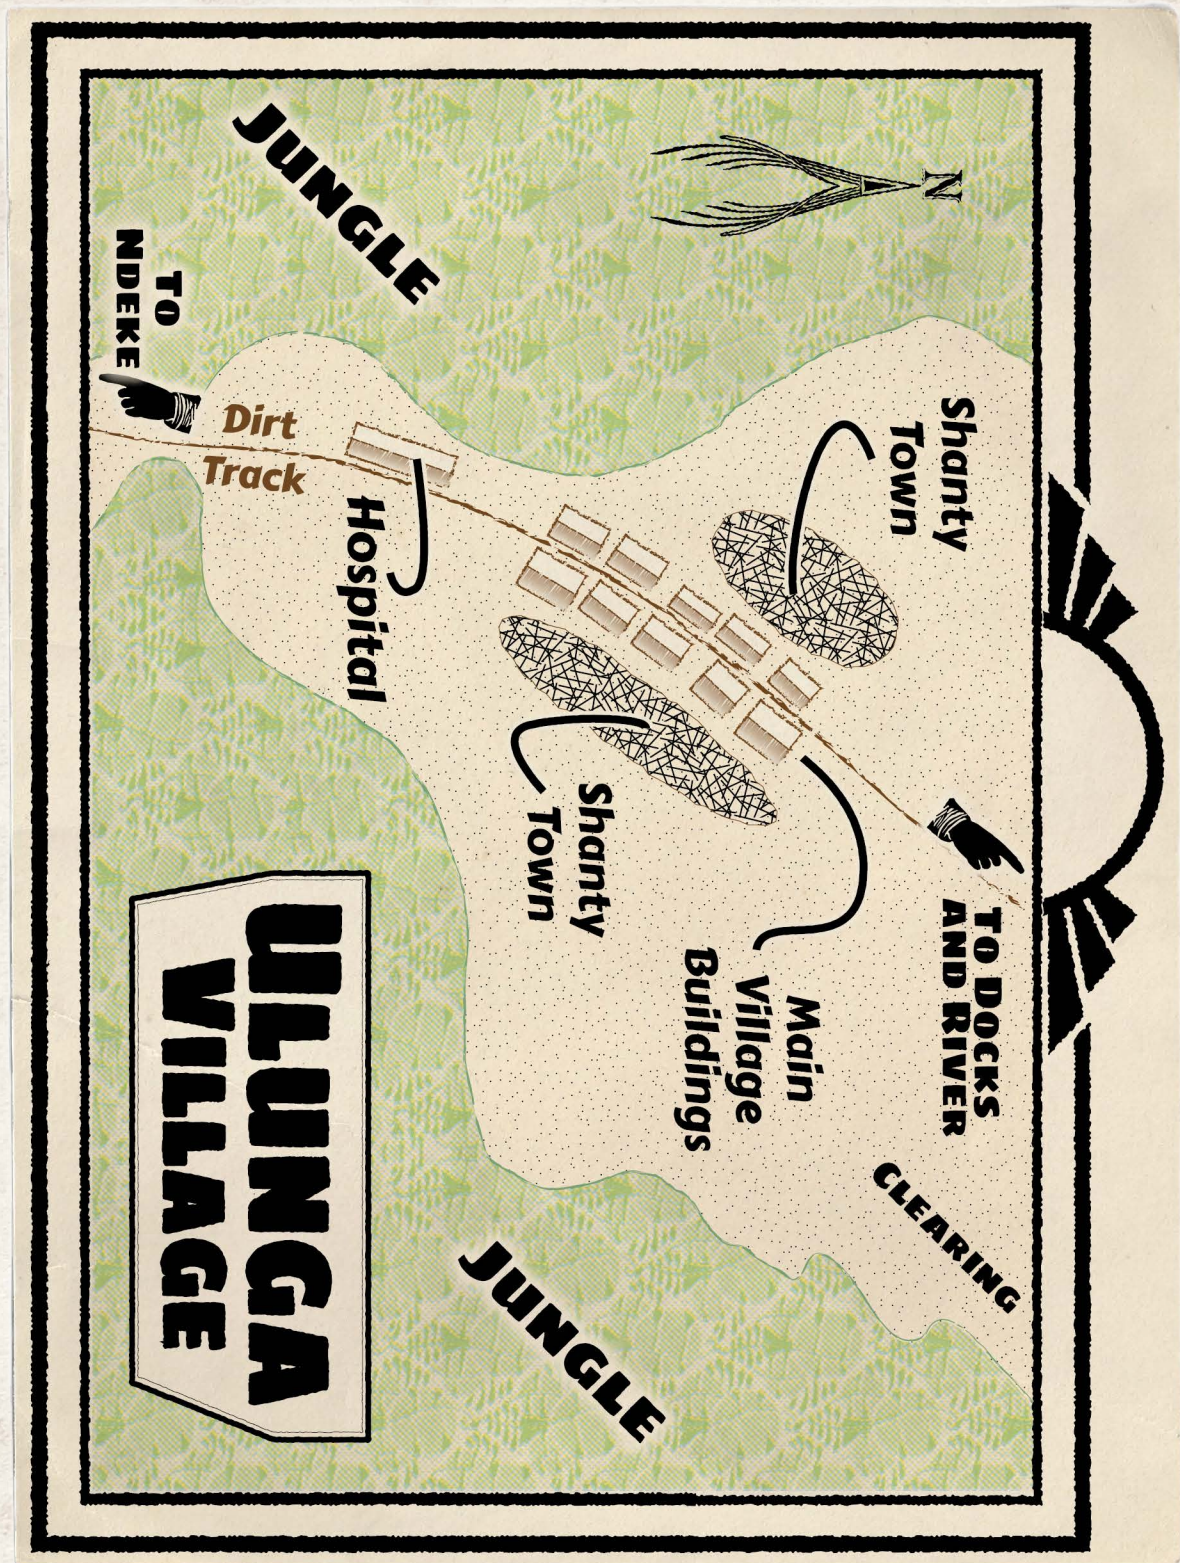 N
Shanty
Town
TO DOCKS
AND RIVER
CLEARING
Main
Village
Buildings
Shanty
Town
JUNGLE
Hospital
JUNGLE
Dirt
Track
TO
NDEKE
ULUNGA
VILLAGE